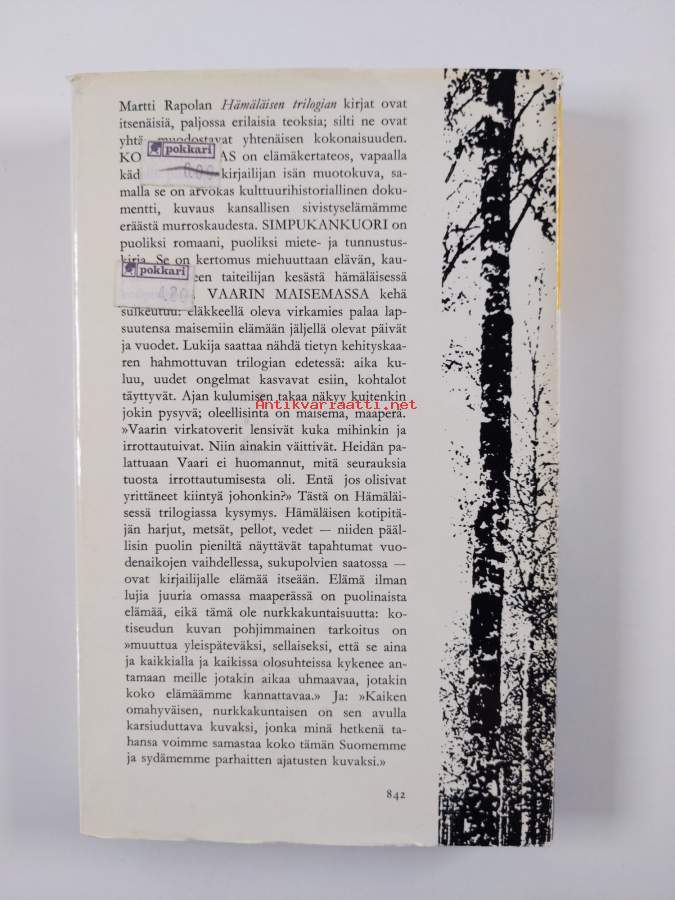 Martti Rapolan Hämäläisen trilogian kirjat ovat
itsenäisiä, paljossa erilaisia teoksia; silti ne ovat
yhtä muodostavat yhtenäisen kokonaisuuden.
pokkari
KO AS on elämäkertateos, vapaalla
käd kirjailijan isän muotokuva, sa-
malla se on arvokas kulttuurihistoriallinen doku-
mentti, kuvaus kansallisen sivistyselämämme
eräästä murroskaudesta. SIMPUKANKUORI on
puoliksi romaani, puoliksi miete- ja tunnustus-
kirja. Se on kertomus miehuuttaan elävän, kau-
pokkari
een taiteilijan kesästä hämäläisessä
420
VAARIN MAISEMASSA kehä
sulkeutuu: eläkkeellä oleva virkamies palaa lap-
suutensa maisemiin elämään jäljellä olevat päivät
ja vuodet. Lukija saattaa nähdä tietyn kehityskaa-
ren hahmottuvan trilogian edetessä: aika ku-
luu, uudet ongelmat kasvavat esiin, kohtalot
täyttyvät. Ajan kulumisen takaa näkyy kuitenkin
jokin pysyvä; oleellisinta on maisema, maaperä.
Antikvariaatti.net
»Vaarin virkatoverit lensivät kuka mihinkin ja
irrottautuivat. Niin ainakin väittivät. Heidän pa-
lattuaan Vaari ei huomannut, mitä seurauksia
tuosta irrottautumisesta oli. Entä jos olisivat
yrittäneet kiintyä johonkin?» Tästä on Hämäläi-
sessä trilogiassa kysymys. Hämäläisen kotipitä-
jän harjut, metsät, pellot, vedet — niiden pääl-
lisin puolin pieniltä näyttävät tapahtumat vuo-
denaikojen vaihdellessa, sukupolvien saatossa —
ovat kirjailijalle elämää itseään. Elämä ilman
lujia juuria omassa maaperässä on puolinaista
elämää, eikä tämä ole nurkkakuntaisuutta: ko-
tiseudun kuvan pohjimmainen tarkoitus on
»muuttua yleispäteväksi, sellaiseksi, että se aina
ja kaikkialla ja kaikissa olosuhteissa kykenee an-
tamaan meille jotakin aikaa uhmaavaa, jotakin
koko elämäämme kannattavaa.» Ja: »Kaiken
omahyväisen, nurkkakuntaisen on sen avulla
karsiuduttava kuvaksi, jonka minä hetkenä ta-
hansa voimme samastaa koko tämän Suomemme
ja sydämemme parhaitten ajatusten kuvaksi.»
842